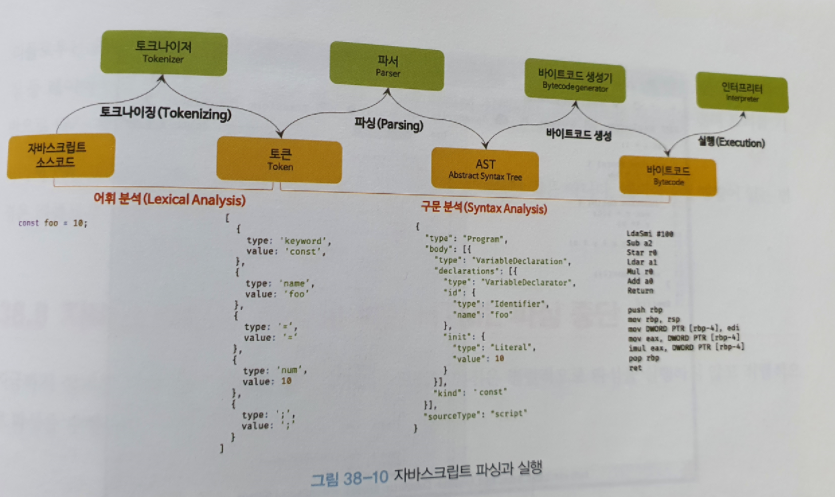 토크나이저
Tokenizer
파서
Parser
바이트코드 생성기
Bytecodegenerator
인터프리터
Interpreter
토크나이징(Tokenizing)
파싱(Parsing)
바이트코드 생성
실행(Execution)
자바스크립트
소스코드
토큰
Token
AST
Abstract Syntax Tree
바이트코드
Bytecode
어휘 분석(Lexical Analysis)
구문 분석(Syntax Analysis)
const foo = 10;
[
{
type: 'keyword',
value: 'const',
},
{
type: 'name',
value: 'foo'
},
{
type: '=',
value: '='
},
{
type: 'num',
value: 10
},
{
type: ';',
value: ';'
}
]
{
"type": "Program",
"body": [{
"type": "VariableDeclaration",
"declarations": [{
"type": "VariableDeclarator",
"id": {
"type": "Identifier",
"name": "foo"
},
"init": {
"type": "Literal",
"value": 10
}
}],
"kind": `const"
}],
"sourceType": "script"
}
LdaSmi #100
Sub a2
Star r0
Ldar a1
Mul r0
Add a0
Return
push rbp
mov rbp, rsp
mov DWORD PTR [rbp-4], edi
mov eax, DWORD PTR [rbp-4]
imul eax, DWORD PTR [rbp-4]
pop rbp
ret
그림 38-10 자바스크립트 파싱과 실행